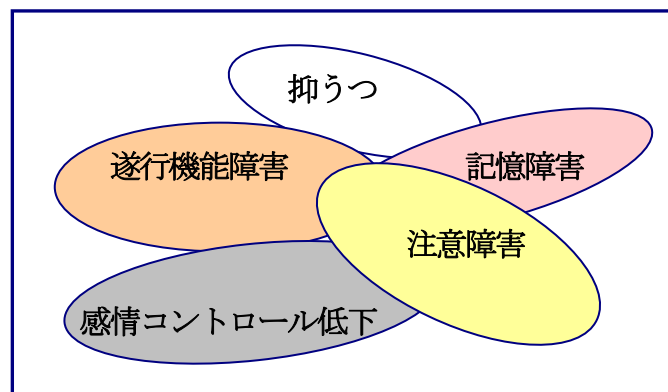 抑うつ
遂行機能障害
記憶障害
注意障害
感情コントロール低下